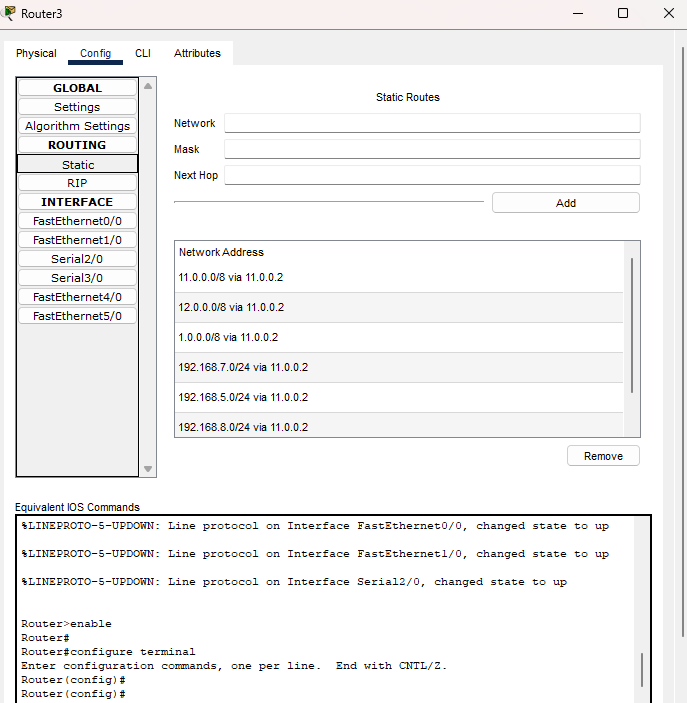 Router3
Physical Config CLI Attributes
GLOBAL
Settings
Algorithm Settings
ROUTING
Static
RIP
INTERFACE
FastEthernet0/0
FastEthernet1/0
Serial2/0
Serial3/0
FastEthernet4/0
FastEthernet5/0
Static Routes
Network
Mask
Next Hop
Add
Network Address
11.0.0.0/8 via 11.0.0.2
12.0.0.0/8 via 11.0.0.2
1.0.0.0/8 via 11.0.0.2
192.168.7.0/24 via 11.0.0.2
192.168.5.0/24 via 11.0.0.2
192.168.8.0/24 via 11.0.0.2
Remove
Equivalent IOS Commands
%LINEPROTO-5-UPDOWN: Line protocol on Interface FastEthernet0/0, changed state to up
%LINEPROTO-5-UPDOWN: Line protocol on Interface FastEthernet1/0, changed state to up
%LINEPROTO-5-UPDOWN: Line protocol on Interface Serial2/0, changed state to up
Router>enable
Router#
Router#configure terminal
Enter configuration commands, one per line.  End with CNTL/Z.
Router(config)#
Router(config)#